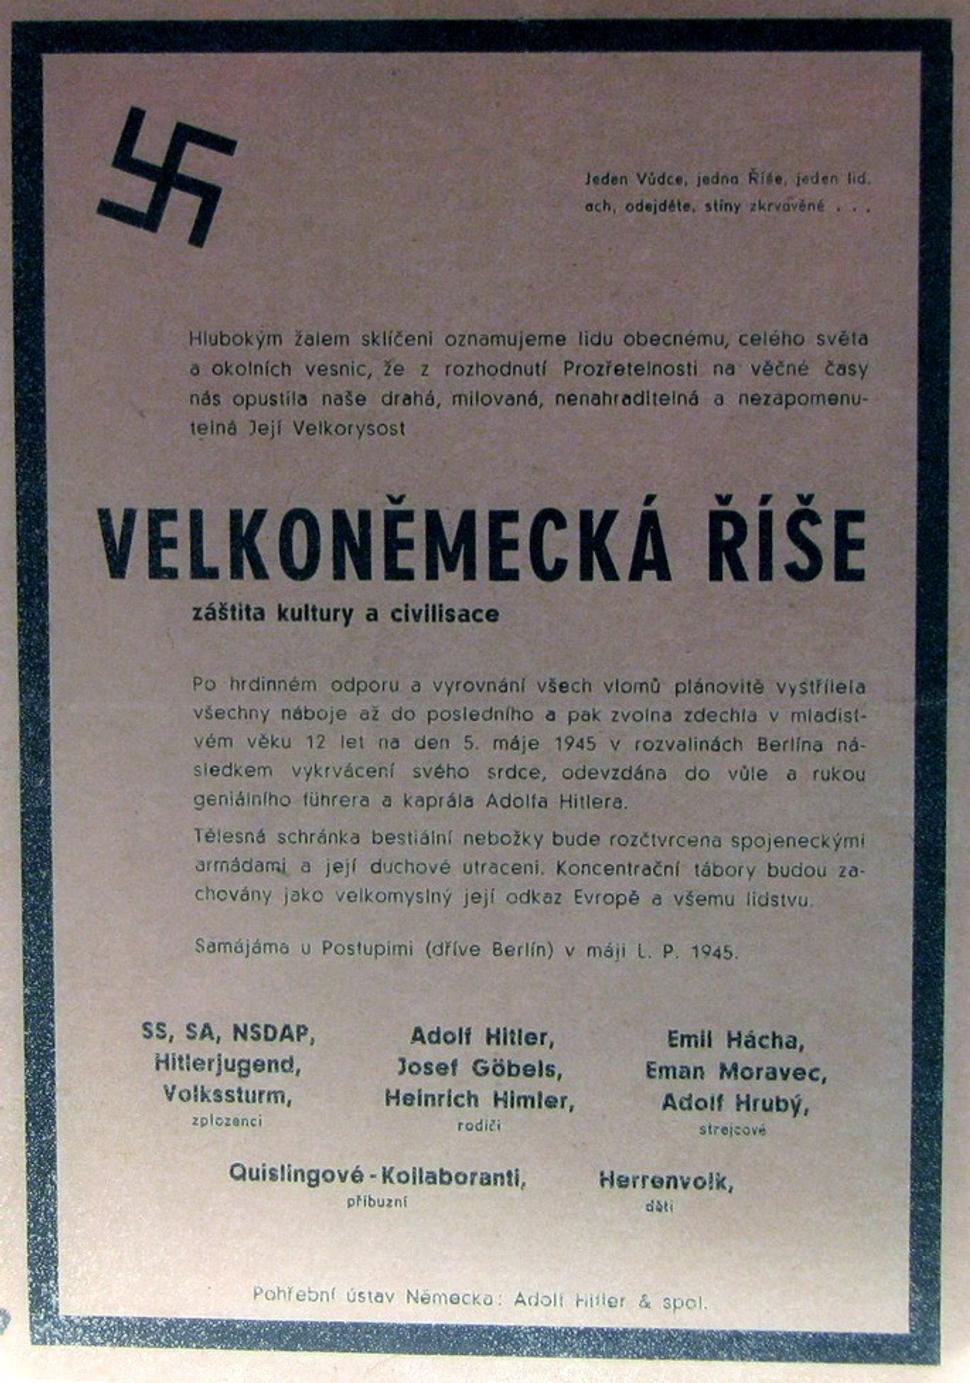 Jeden Vůdce, jedna Říše, jeden lid.
ach, odejděte, stíny zkrvavěné . . .
Hlubokým žalem sklíčeni oznamujeme lidu obecnému, celého světa
a okolních vesnic, že z rozhodnutí Prozřetelnosti na věčné časy
nás opustila naše drahá, milovaná, nenahraditelná a nezapomenu-
telná Její Velkorysost
VELKONĚMECKÁ ŘÍŠE
záštita kultury a civilisace
Po hrdinném odporu a vyrovnání všech vlomů plánovitě vystřílela
všechny náboje až do posledního a pak zvolna zdechla v mladist-
vém věku 12 let na den 5. máje 1945 v rozvalinách Berlína ná-
sledkem vykrvácení svého srdce, odevzdána do vůle a rukou
geniálního führera a kaprála Adolfa Hitlera.
Tělesná schránka bestiální nebožky bude rozčtvrcena spojeneckými
armádami a její duchové utraceni. Koncentrační tábory budou za-
chovány jako velkomyslný její odkaz Evropě a všemu lidstvu.
Samájáma u Postupimi (dříve Berlín) v máji L. P. 1945.
SS, SA, NSDAP,
Hitlerjugend,
Volkssturm,
zplozenci
Adolf Hitler,
Josef Göbels,
Heinrich Himler,
rodiči
Emil Hácha,
Eman Moravec,
Adolf Hrubý,
strejcové
Quislingové-Kollaboranti,
příbuzní
Herrenvolk,
děti
Pohřební ústav Německa: Adolf Hitler & spol.